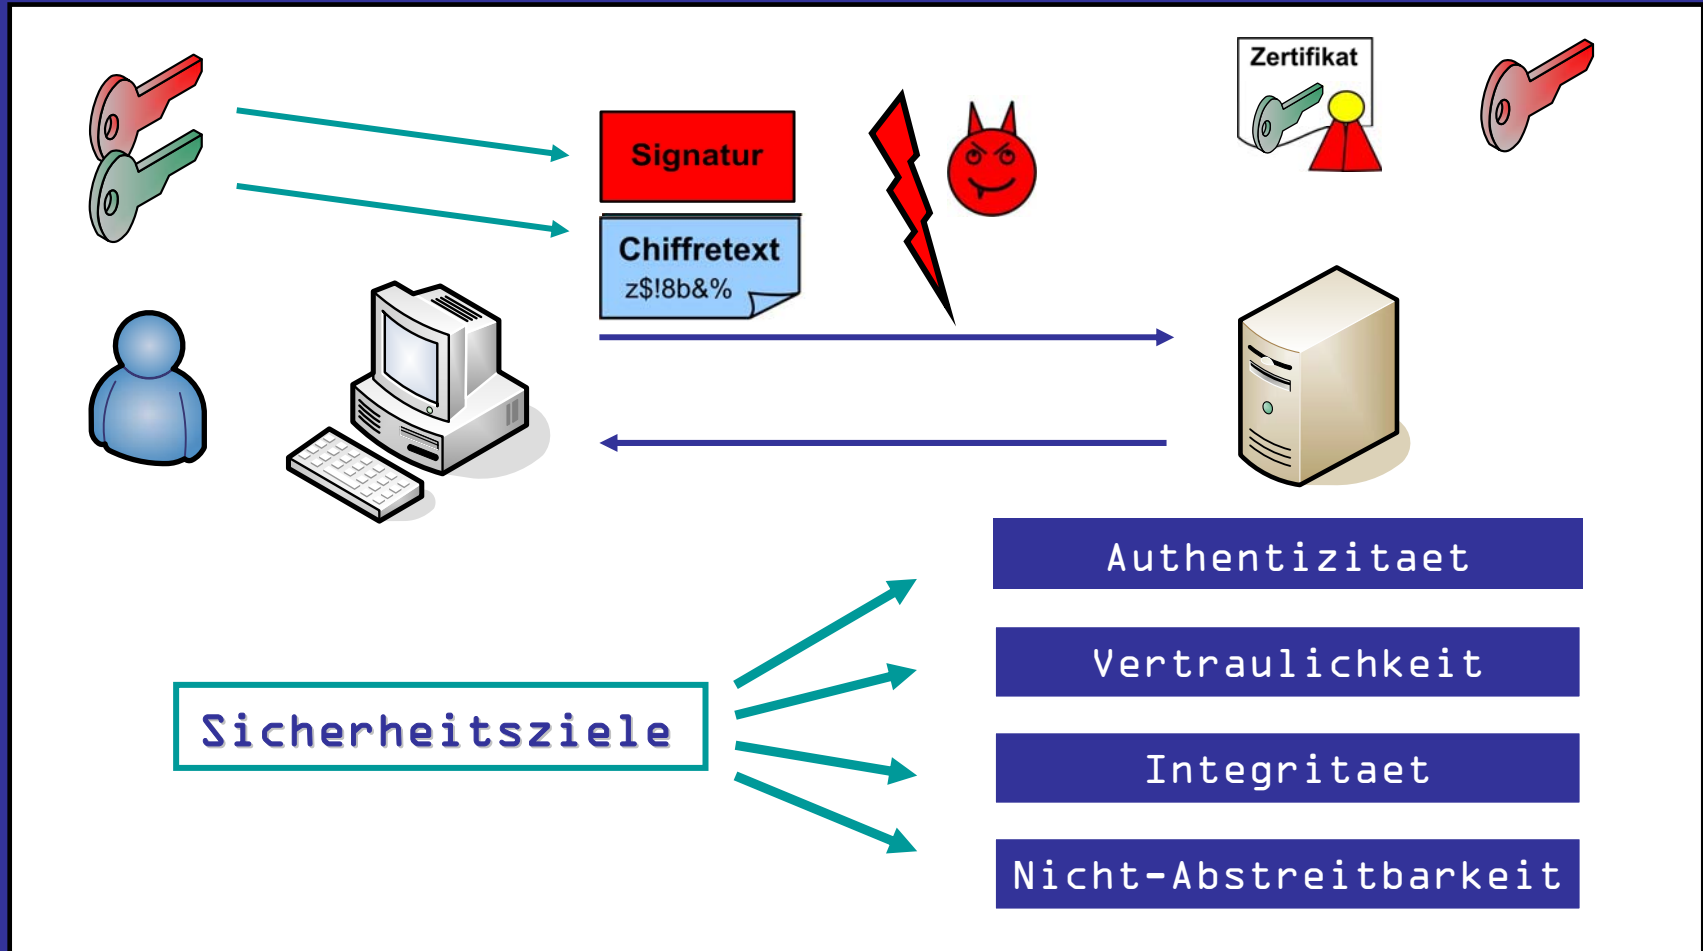 Zertifikat
Signatur
Chiffretext
z$!8b&%
Authentizitaet
Vertraulichkeit
Sicherheitsziele
Integritaet
Nicht-Abstreitbarkeit